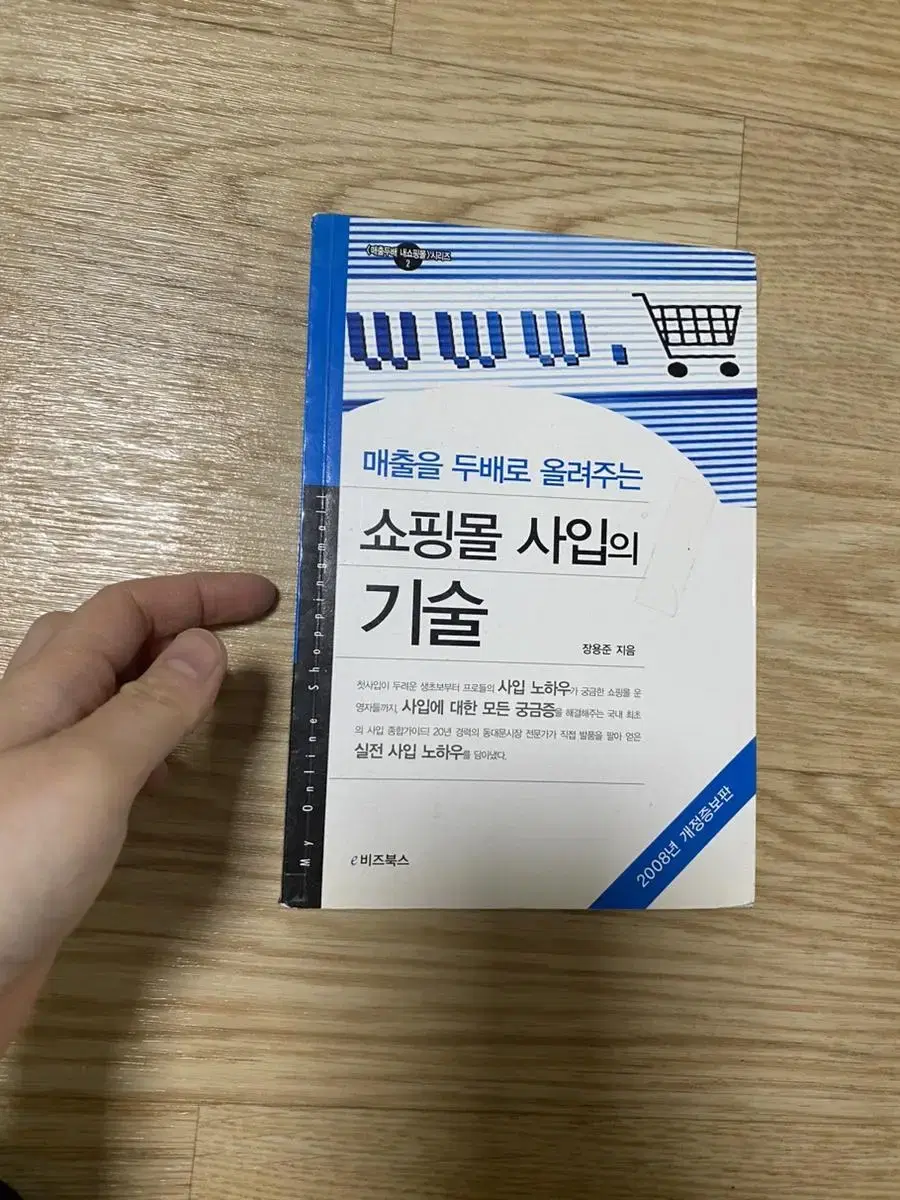 〈매출두배 내쇼핑몰〉시리즈
2
www.
매출을 두배로 올려주는
쇼핑몰 사입의
기술
장용준 지음
첫사입이 두려운 생초보부터 프로들의 사입 노하우가 궁금한 쇼핑몰 운
영자들까지, 사입에 대한 모든 궁금증을 해결해주는 국내 최초
의 사입 종합가이드! 20년 경력의 동대문시장 전문가가 직접 발품을 팔아 얻은
실전 사입 노하우를 담아냈다.
e비즈북스
2008년 개정증보판
My Online Shoppingmall